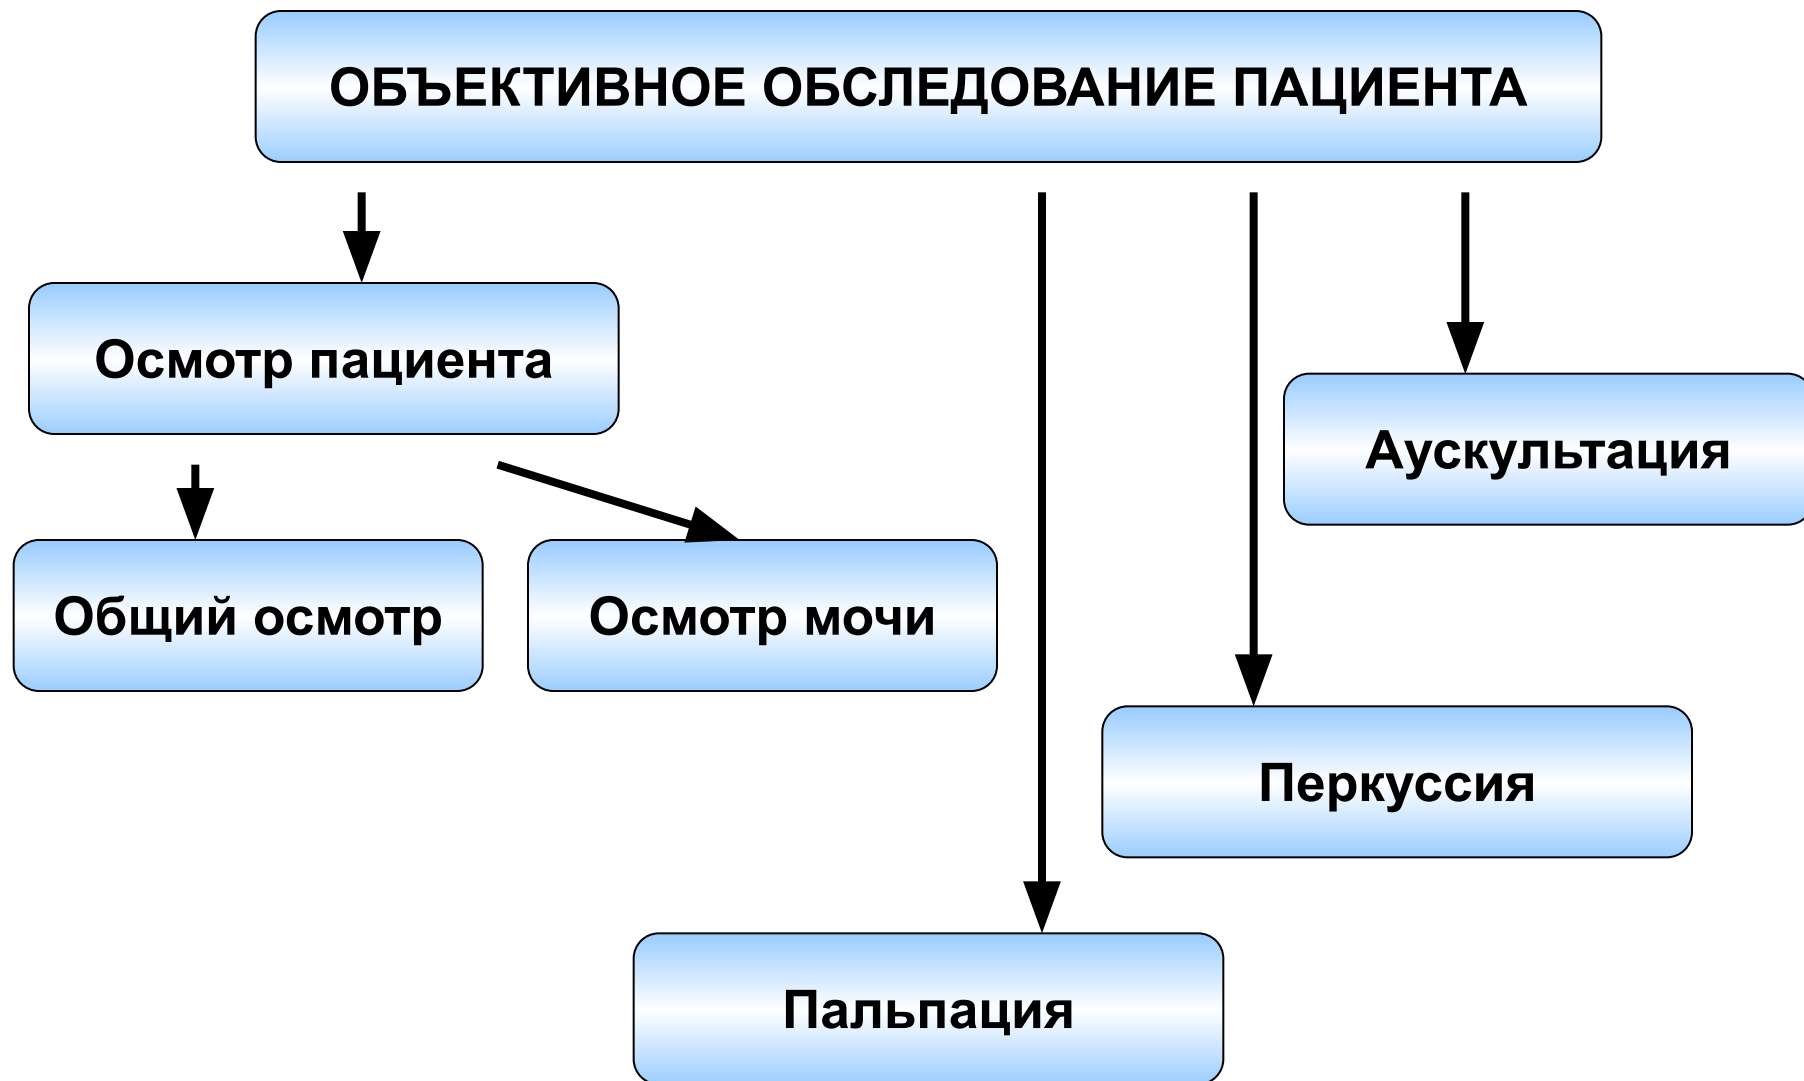 ОБЪЕКТИВНОЕ ОБСЛЕДОВАНИЕ ПАЦИЕНТА
Осмотр пациента
Аускультация
Общий осмотр
Осмотр мочи
Перкуссия
Пальпация